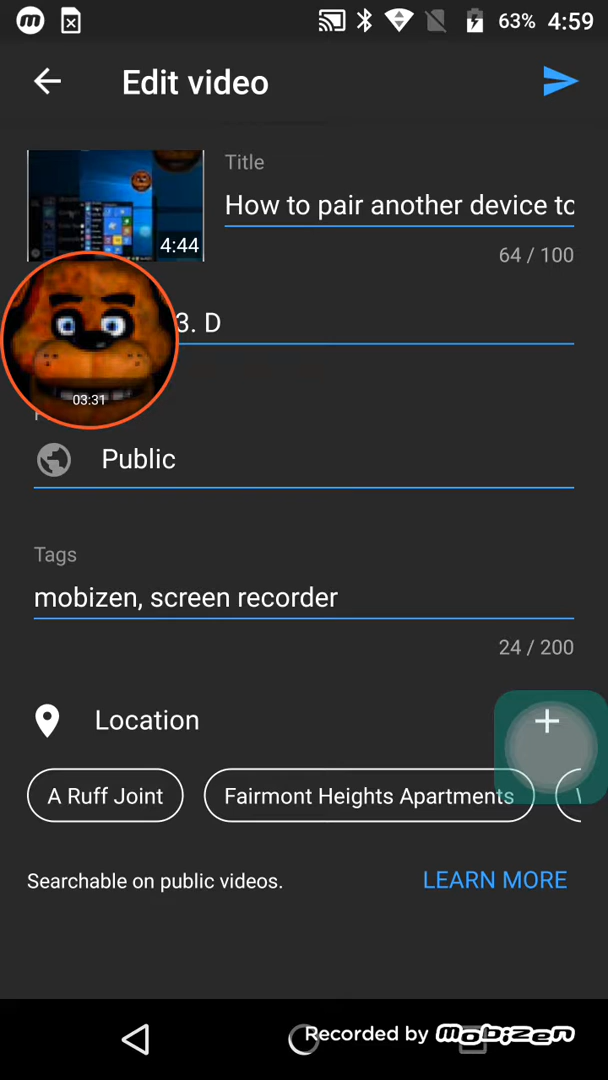 63% 4:59
Edit video
Title
4:44
How to pair another device to
64 / 100
3. D
03:31
Public
Tags
mobizen, screen recorder
24 / 200
Location
A Ruff Joint
Fairmont Heights Apartments
Searchable on public videos.
LEARN MORE
Recorded by mobizen